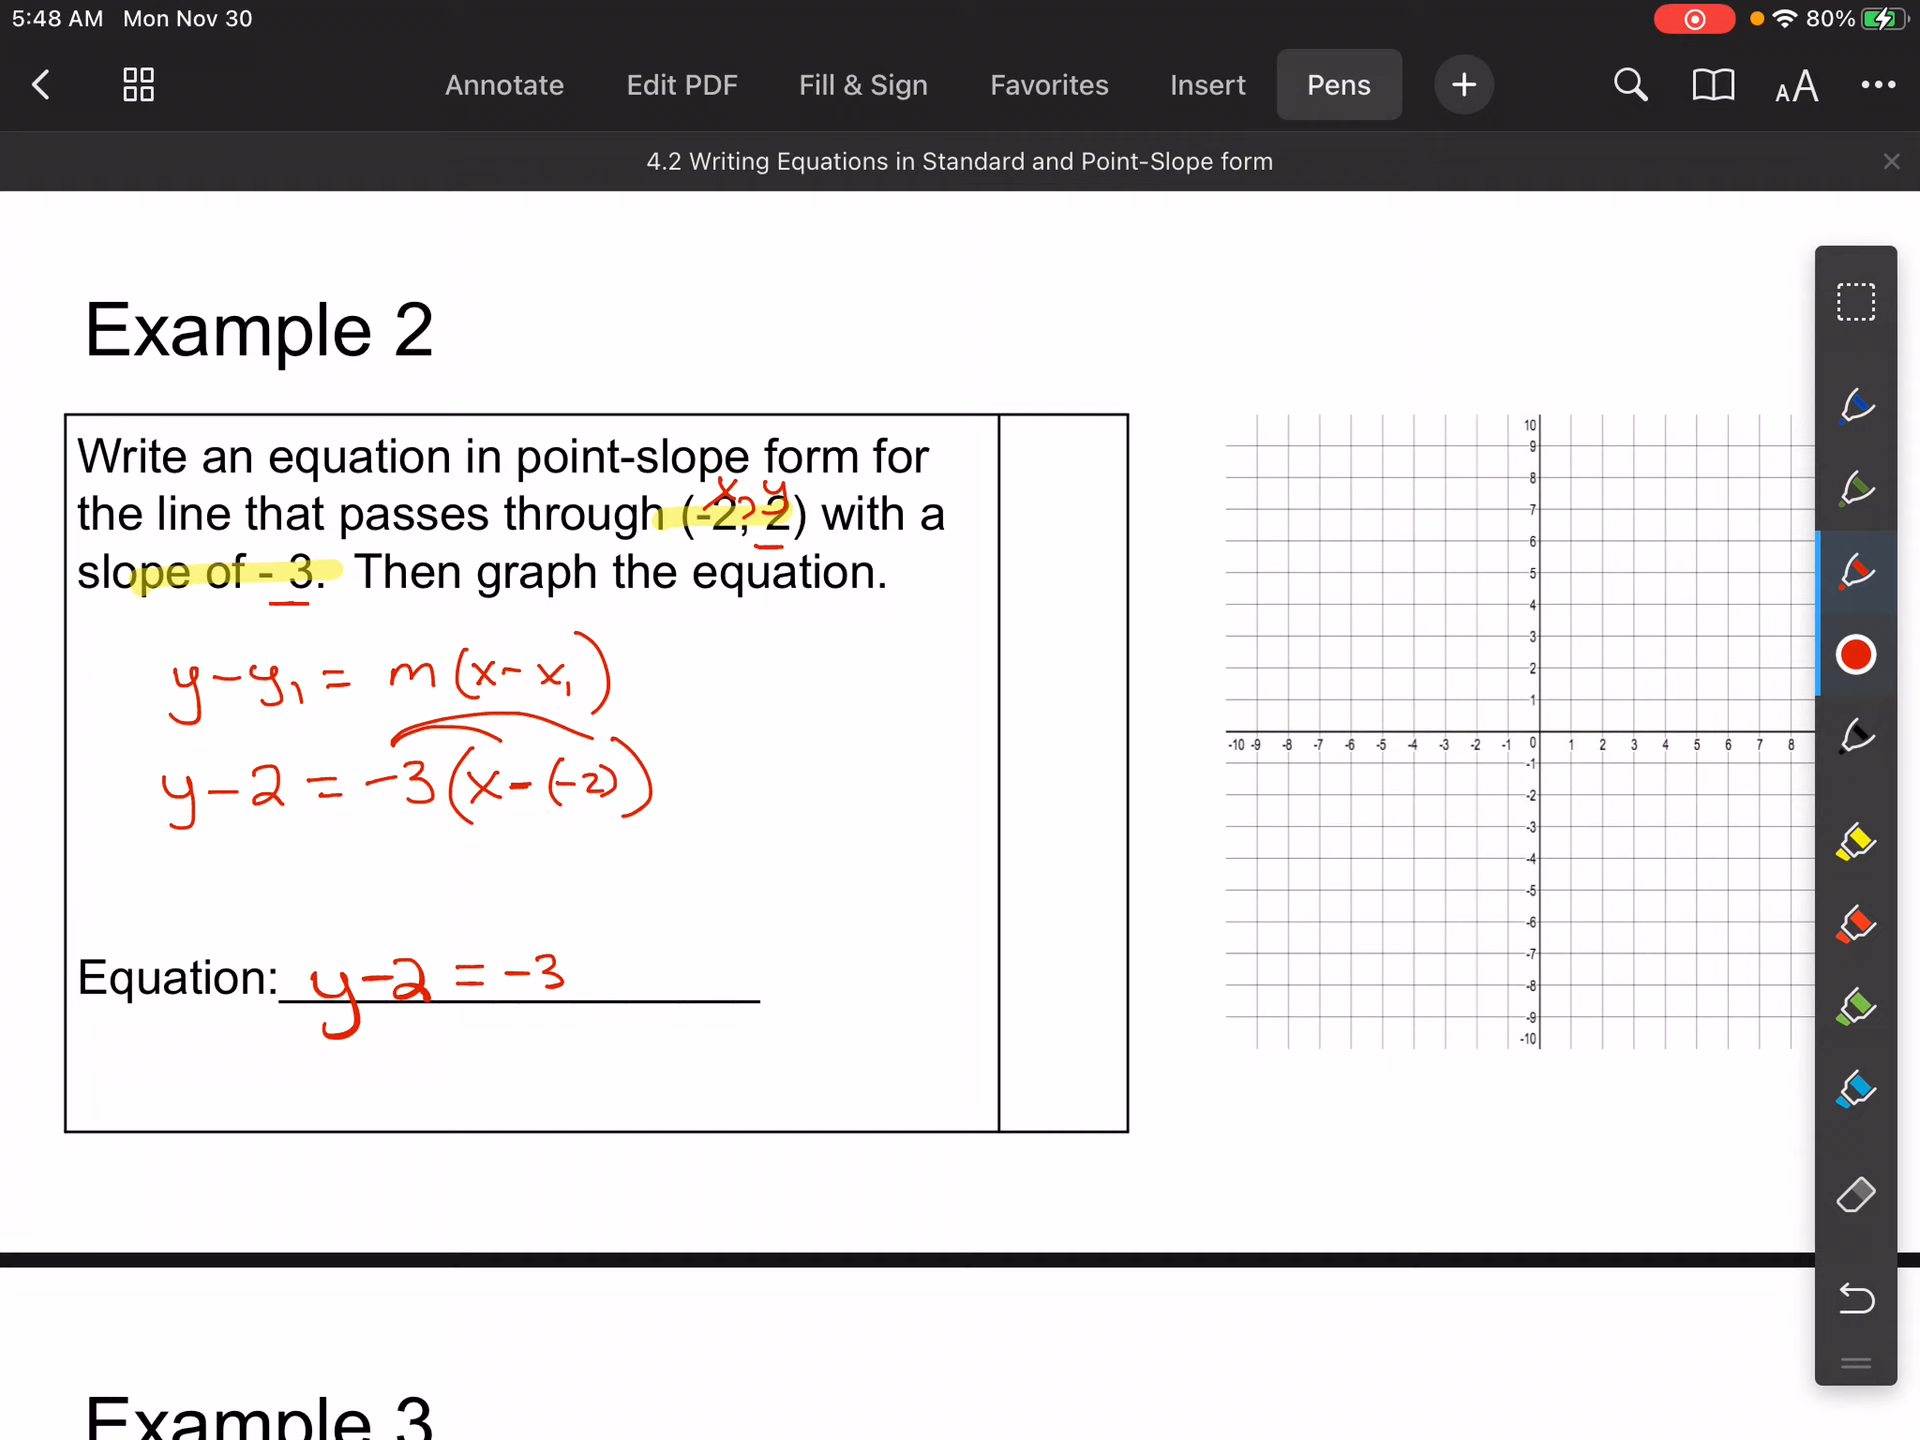 5:48 AM Mon Nov 30
80%
Annotate Edit PDF Fill & Sign Favorites Insert Pens
AA
4.2 Writing Equations in Standard and Point-Slope form
Example 2
Write an equation in point-slope form for
x, y
the line that passes through (-2, 2) with a
slope of - 3. Then graph the equation.
y - y₁ = m(x - x₁)
y - 2 = -3(x - (-2))
Equation: y - 2 = -3
10
9
8
7
6
5
4
3
2
1
-10 -9 -8 -7 -6 -5 -4 -3 -2 -1 0 1 2 3 4 5 6 7 8
-1
-2
-3
-4
-5
-6
-7
-8
-9
-10
Example 3